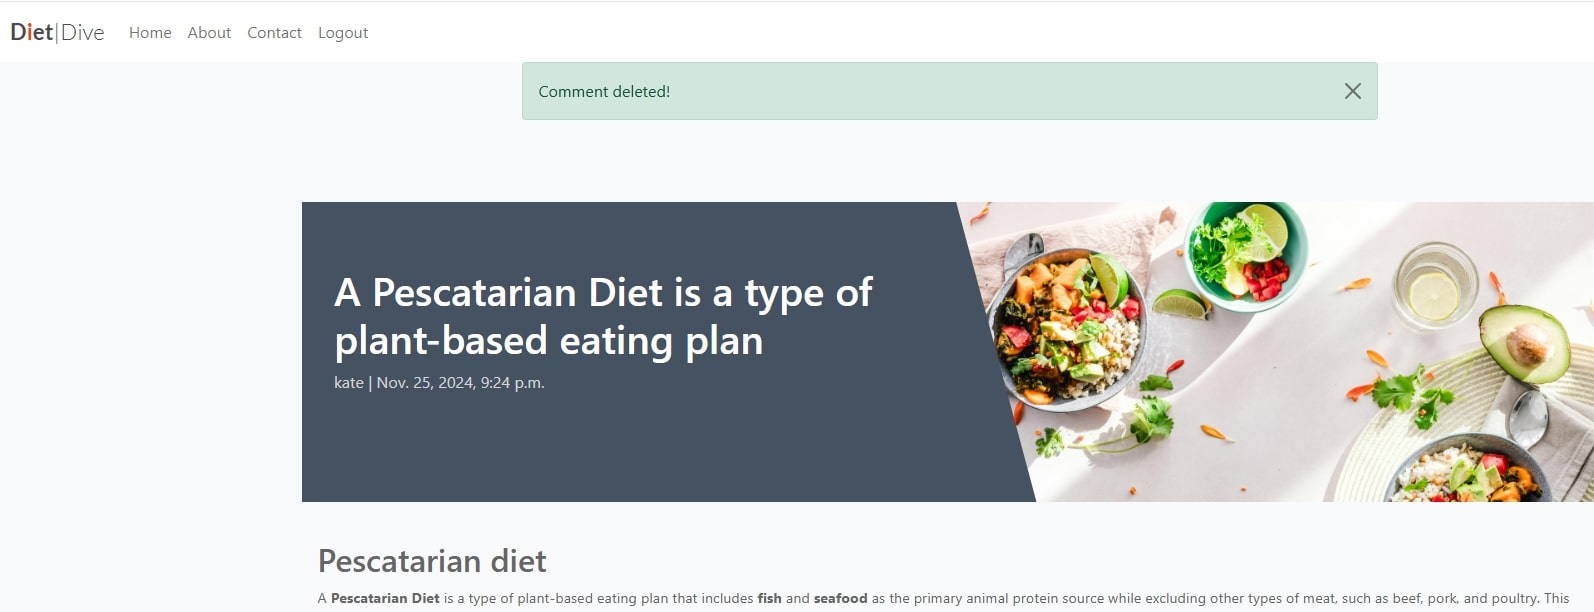 Diet|Dive Home About Contact Logout
Comment deleted!
A Pescatarian Diet is a type of
plant-based eating plan
kate | Nov. 25, 2024, 9:24 p.m.
Pescatarian diet
A Pescatarian Diet is a type of plant-based eating plan that includes fish and seafood as the primary animal protein source while excluding other types of meat, such as beef, pork, and poultry. This